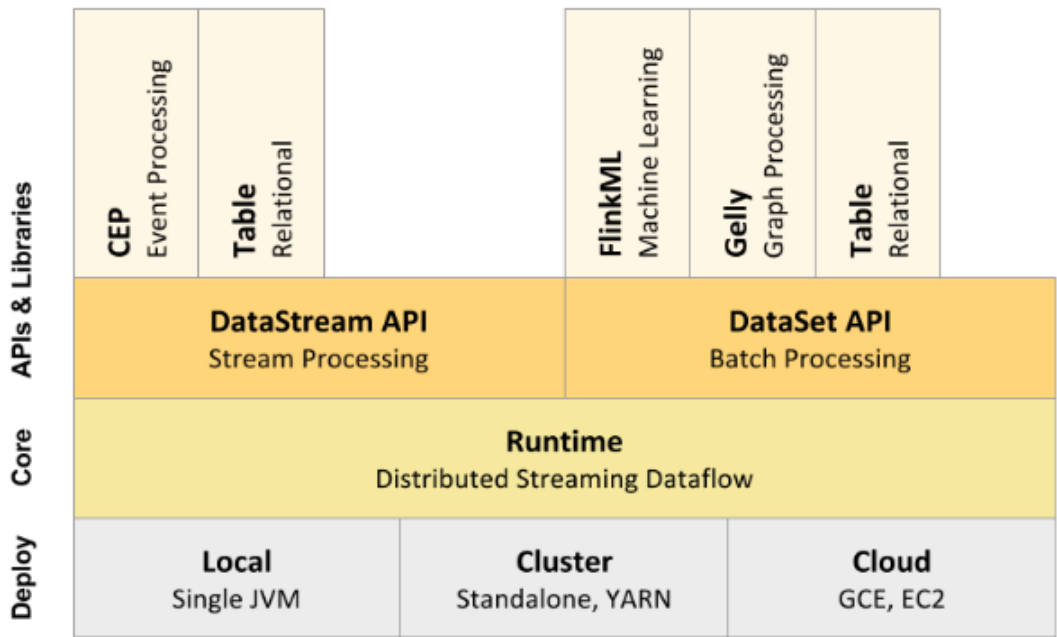 APIs & Libraries
CEP
Event Processing
Table
Relational
FlinkML
Machine Learning
Gelly
Graph Processing
Table
Relational
DataStream API
Stream Processing
DataSet API
Batch Processing
Core
Runtime
Distributed Streaming Dataflow
Deploy
Local
Single JVM
Cluster
Standalone, YARN
Cloud
GCE, EC2